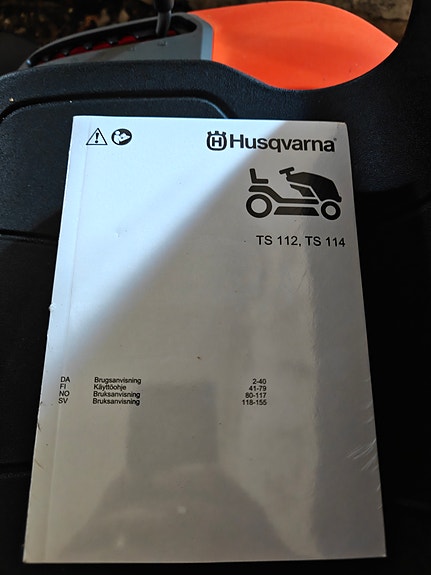 Husqvarna
TS 112, TS 114
DA Brugsanvisning 2-40
FI Käyttöohje 41-79
NO Bruksanvisning 80-117
SV Bruksanvisning 118-155